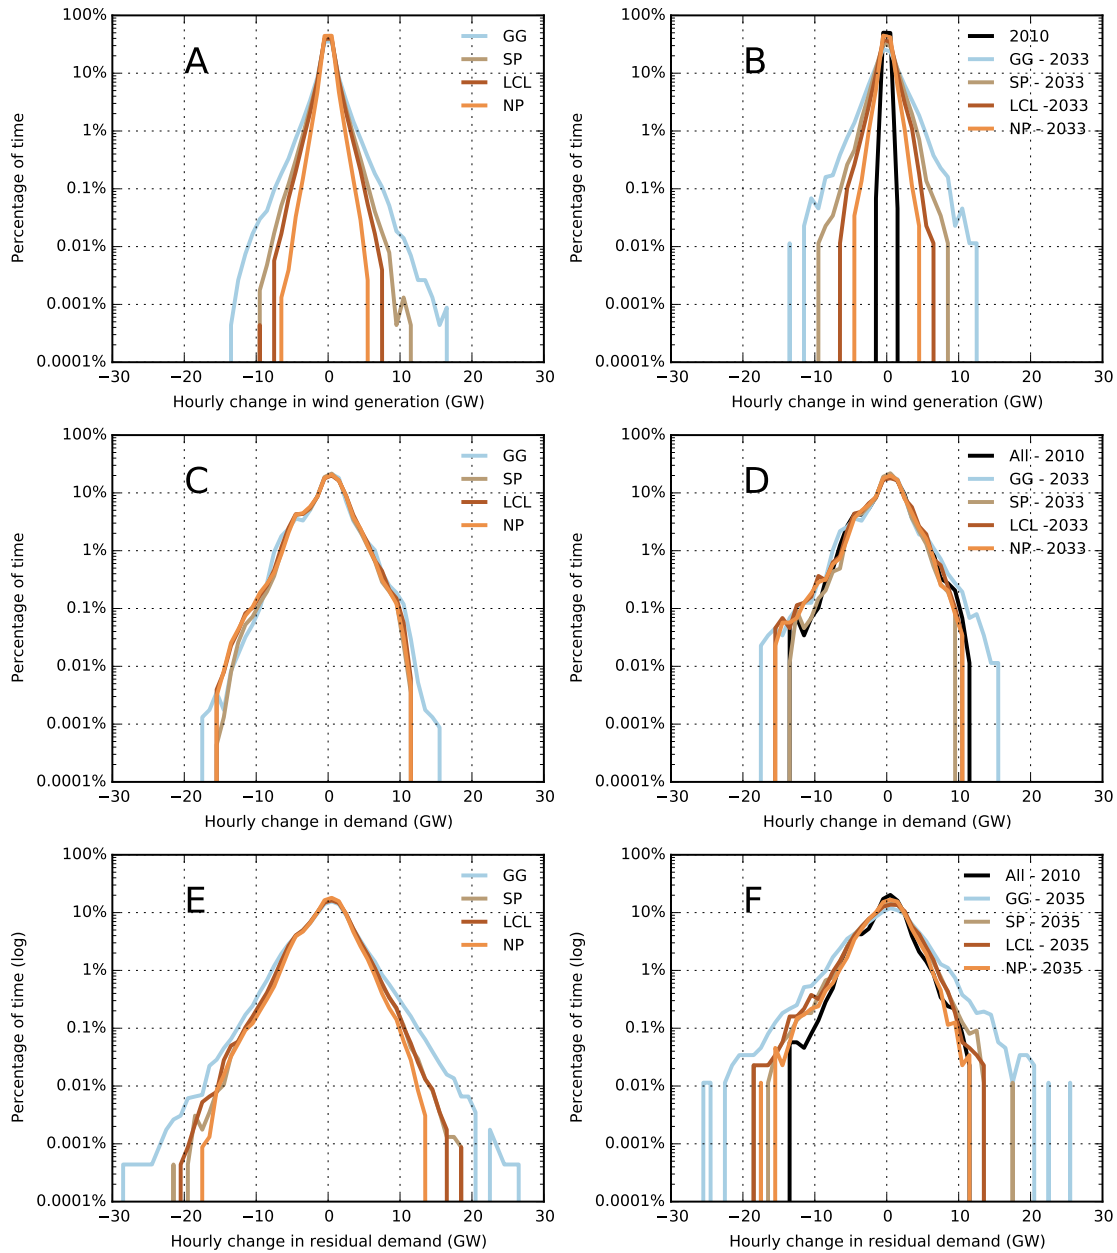 A
GG
SP
LCL
NP
100%
10%
1%
0.1%
0.01%
0.001%
0.0001%
Percentage of time
−30 −20 −10 0 10 20 30
Hourly change in wind generation (GW)
B
2010
GG - 2033
SP - 2033
LCL -2033
NP - 2033
100%
10%
1%
0.1%
0.01%
0.001%
0.0001%
Percentage of time
−30 −20 −10 0 10 20 30
Hourly change in wind generation (GW)
C
GG
SP
LCL
NP
100%
10%
1%
0.1%
0.01%
0.001%
0.0001%
Percentage of time
−30 −20 −10 0 10 20 30
Hourly change in demand (GW)
D
All - 2010
GG - 2033
SP - 2033
LCL -2033
NP - 2033
100%
10%
1%
0.1%
0.01%
0.001%
0.0001%
Percentage of time
−30 −20 −10 0 10 20 30
Hourly change in demand (GW)
E
GG
SP
LCL
NP
100%
10%
1%
0.1%
0.01%
0.001%
0.0001%
Percentage of time (log)
−30 −20 −10 0 10 20 30
Hourly change in residual demand (GW)
F
All - 2010
GG - 2035
SP - 2035
LCL - 2035
NP - 2035
100%
10%
1%
0.1%
0.01%
0.001%
0.0001%
Percentage of time (log)
−30 −20 −10 0 10 20 30
Hourly change in residual demand (GW)